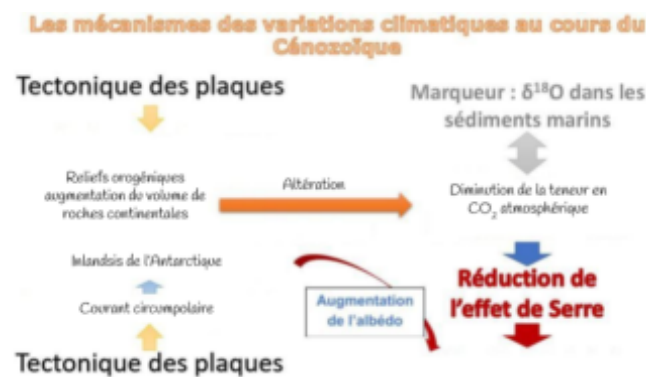 Les mécanismes des variations climatiques au cours du
Cénozoïque
Tectonique des plaques
Marqueur : δ¹⁸O dans les
sédiments marins
Reliefs orogéniques
augmentation du volume de
roches continentales
Altération
Diminution de la teneur en
CO₂ atmosphérique
Inlandsis de l'Antarctique
Courant circumpolaire
Augmentation
de l'albédo
Réduction de
l'effet de Serre
Tectonique des plaques